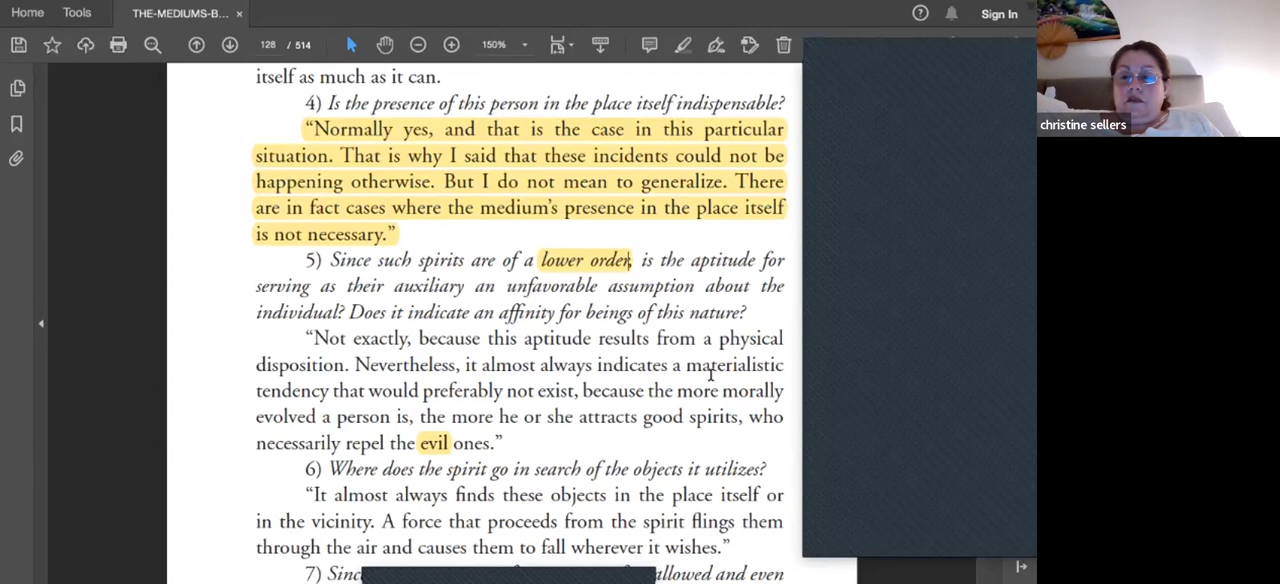 Home Tools THE-MEDIUMS-B... × Sign In
128 / 514 150%
christine sellers
itself as much as it can.
4) Is the presence of this person in the place itself indispensable?
“Normally yes, and that is the case in this particular
situation. That is why I said that these incidents could not be
happening otherwise. But I do not mean to generalize. There
are in fact cases where the medium’s presence in the place itself
is not necessary.”
5) Since such spirits are of a lower order, is the aptitude for
serving as their auxiliary an unfavorable assumption about the
individual? Does it indicate an affinity for beings of this nature?
“Not exactly, because this aptitude results from a physical
disposition. Nevertheless, it almost always indicates a materialistic
tendency that would preferably not exist, because the more morally
evolved a person is, the more he or she attracts good spirits, who
necessarily repel the evil ones.”
6) Where does the spirit go in search of the objects it utilizes?
“It almost always finds these objects in the place itself or
in the vicinity. A force that proceeds from the spirit flings them
through the air and causes them to fall wherever it wishes.”
7) allowed and even